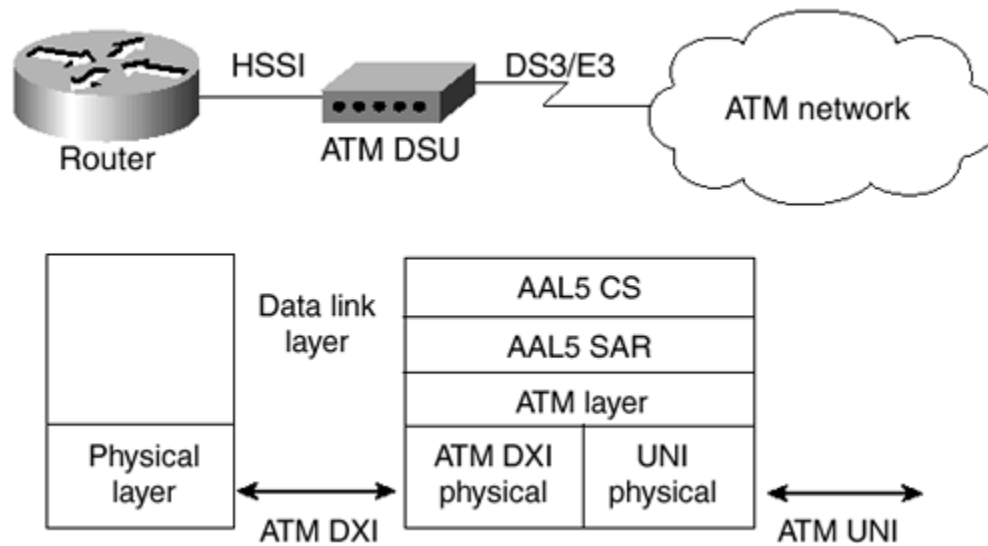 HSSI
DS3/E3
ATM network
Router
ATM DSU
Data link
layer
AAL5 CS
AAL5 SAR
ATM layer
Physical
layer
ATM DXI
physical
UNI
physical
ATM DXI
ATM UNI